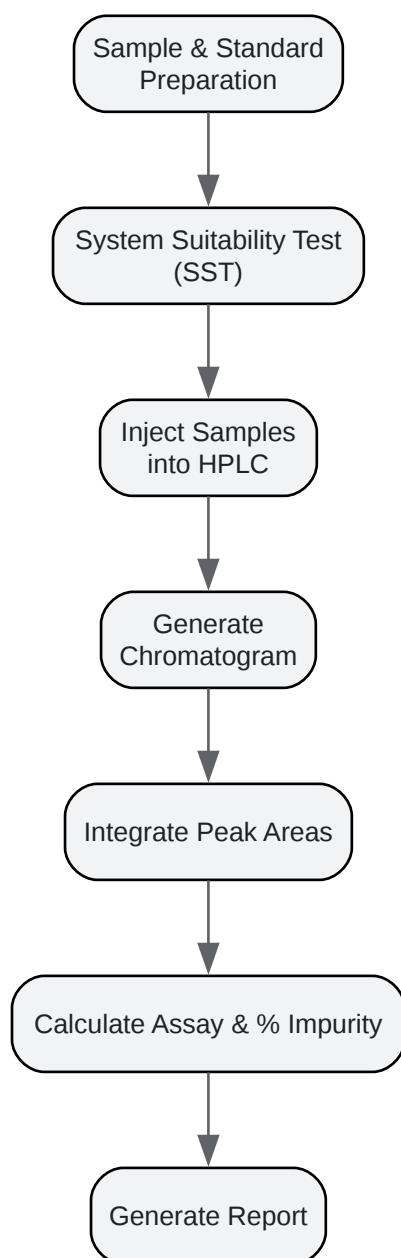 Sample & Standard
Preparation
System Suitability Test
(SST)
Inject Samples
into HPLC
Generate
Chromatogram
Integrate Peak Areas
Calculate Assay & % Impurity
Generate Report